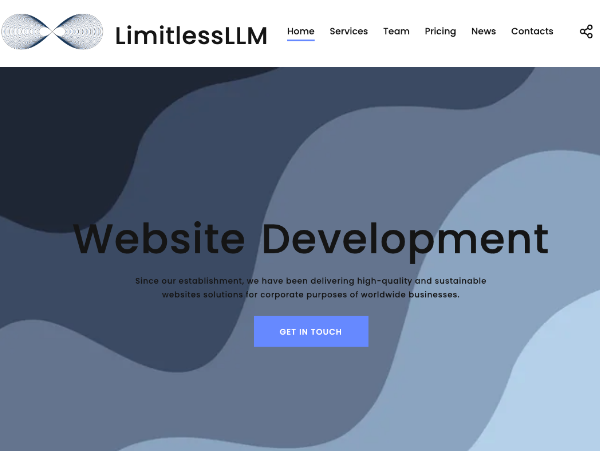 LimitlessLLM
Home Services Team Pricing News Contacts
Website Development
Since our establishment, we have been delivering high-quality and sustainable
websites solutions for corporate purposes of worldwide businesses.
GET IN TOUCH